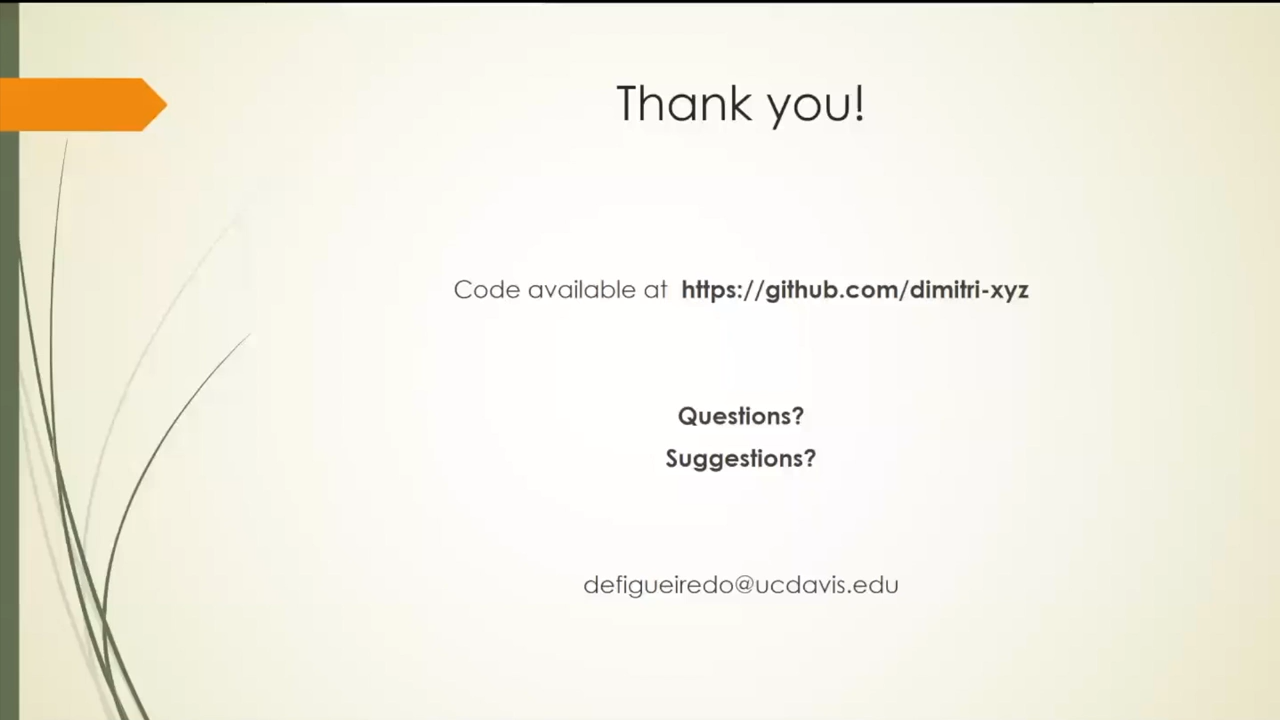 Thank you!
Code available at https://github.com/dimitri-xyz
Questions?
Suggestions?
defigueiredo@ucdavis.edu